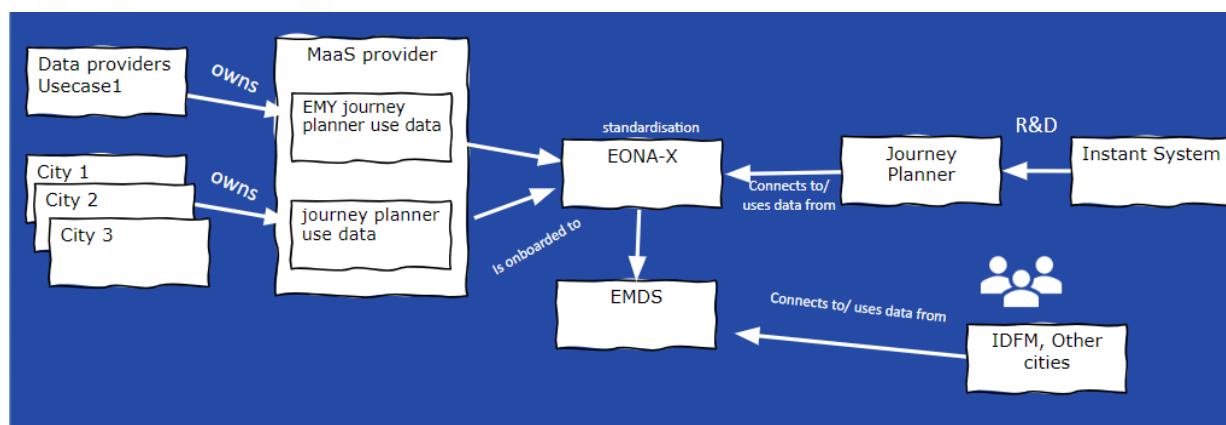 Data providers
Usecase1
owns
MaaS provider
EMY journey
planner use data
City 1
City 2
City 3
owns
journey planner
use data
Is onboarded to
standardisation
EONA-X
EMDS
Connects to/
uses data from
Journey
Planner
R&D
Instant System
Connects to/ uses data from
IDFM, Other
cities